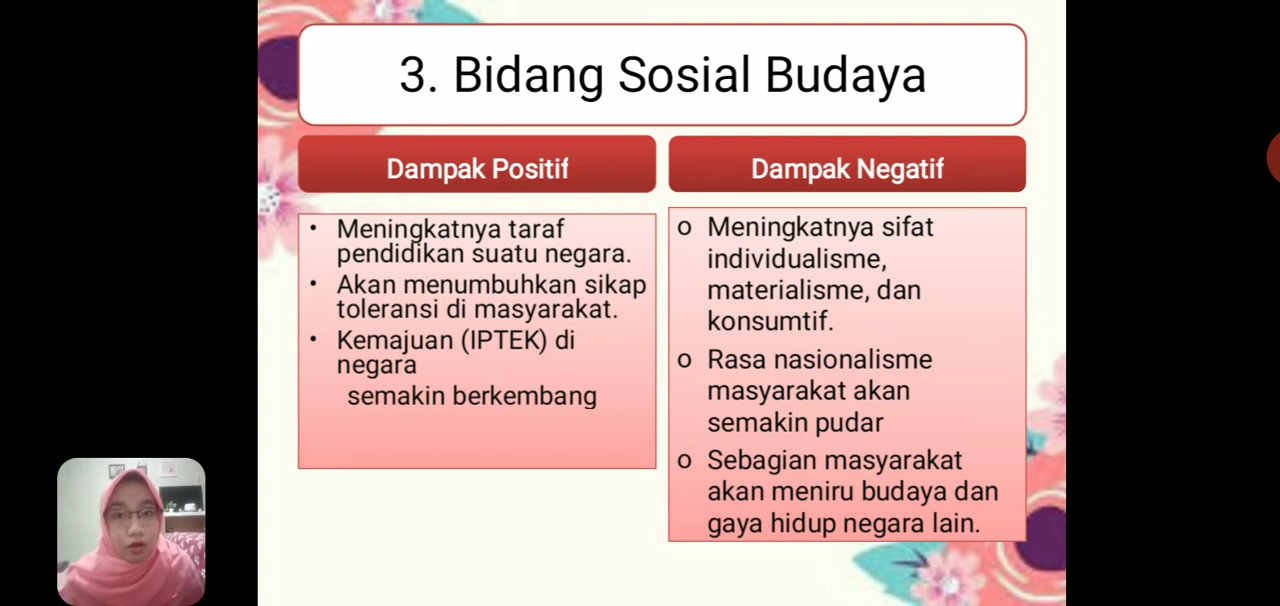 3. Bidang Sosial Budaya
Dampak Positif
• Meningkatnya taraf
pendidikan suatu negara.
• Akan menumbuhkan sikap
toleransi di masyarakat.
• Kemajuan (IPTEK) di
negara
semakin berkembang
Dampak Negatif
o Meningkatnya sifat
individualisme,
materialisme, dan
konsumtif.
o Rasa nasionalisme
masyarakat akan
semakin pudar
o Sebagian masyarakat
akan meniru budaya dan
gaya hidup negara lain.